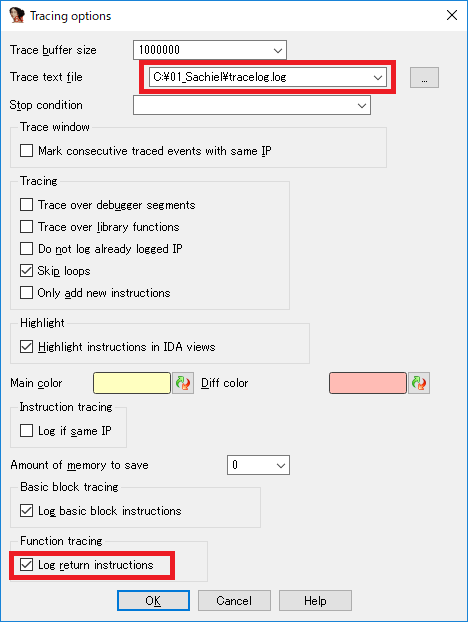 Tracing options
Trace buffer size 1000000
Trace text file C:¥01_Sachiel¥tracelog.log ...
Stop condition
Trace window
Mark consecutive traced events with same IP
Tracing
Trace over debugger segments
Trace over library functions
Do not log already logged IP
Skip loops
Only add new instructions
Highlight
Highlight instructions in IDA views
Main color Diff color
Instruction tracing
Log if same IP
Amount of memory to save 0
Basic block tracing
Log basic block instructions
Function tracing
Log return instructions
OK Cancel Help